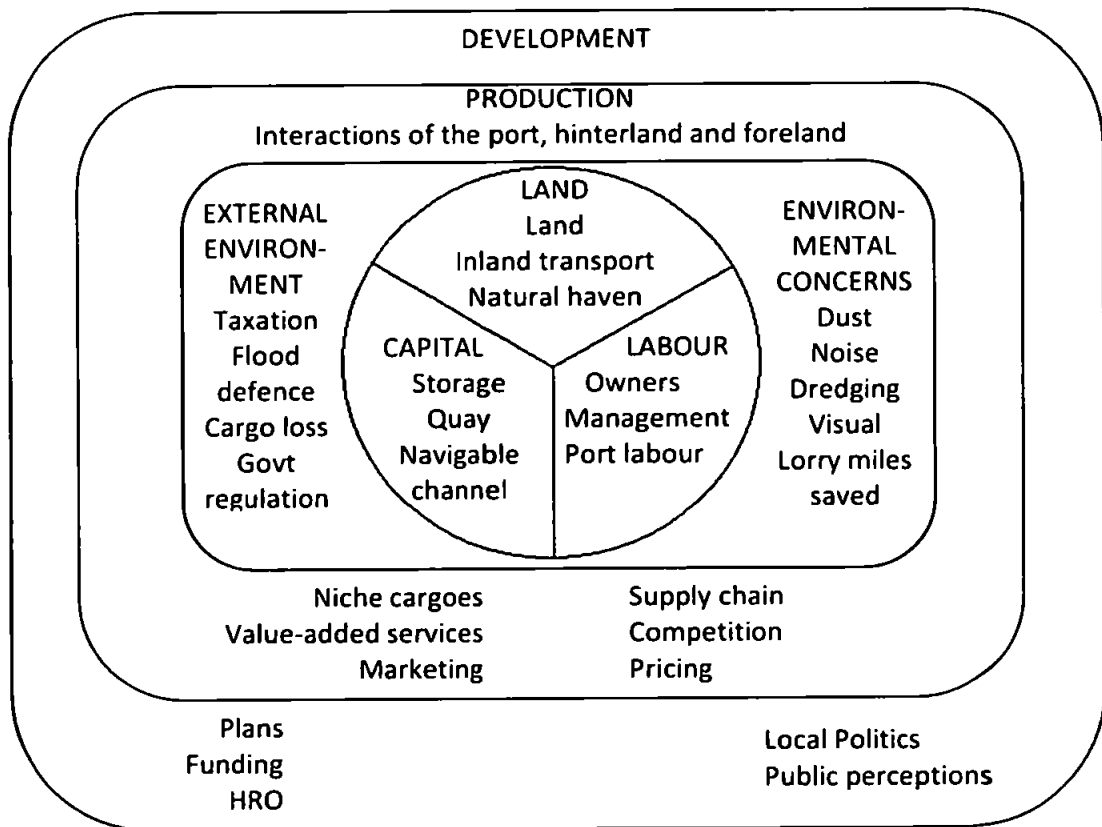 DEVELOPMENT
PRODUCTION
Interactions of the port, hinterland and foreland
EXTERNAL
ENVIRON-
MENT
Taxation
Flood
defence
Cargo loss
Govt
regulation
LAND
Land
Inland transport
Natural haven
CAPITAL
Storage
Quay
Navigable
channel
LABOUR
Owners
Management
Port labour
ENVIRON-
MENTAL
CONCERNS
Dust
Noise
Dredging
Visual
Lorry miles
saved
Niche cargoes
Value-added services
Marketing
Supply chain
Competition
Pricing
Plans
Funding
HRO
Local Politics
Public perceptions